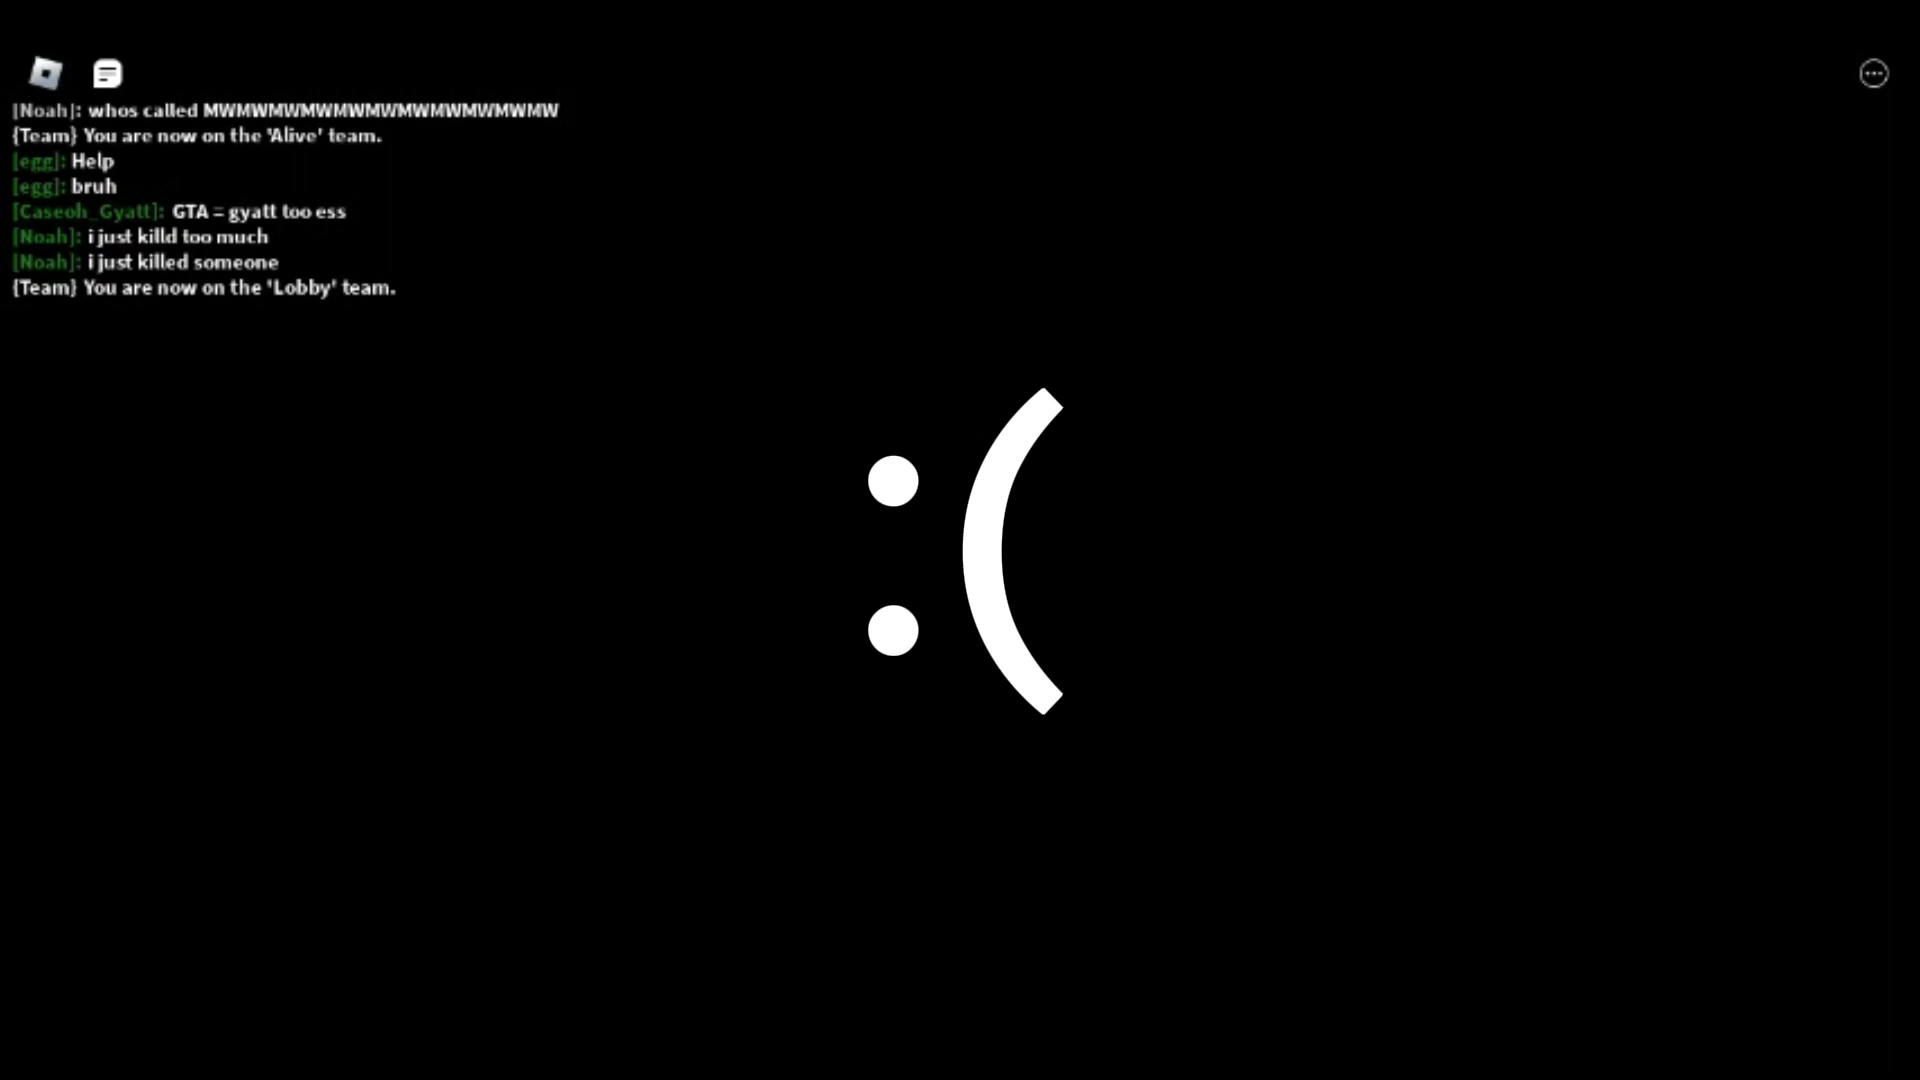 [Noah]: whos called MWMWMWMWMWMWMWMWMWMWMW
{Team} You are now on the 'Alive' team.
[egg]: Help
[egg]: bruh
[Caseoh_Gyatt]: GTA = gyatt too ess
[Noah]: i just killd too much
[Noah]: i just killed someone
{Team} You are now on the 'Lobby' team.
:(